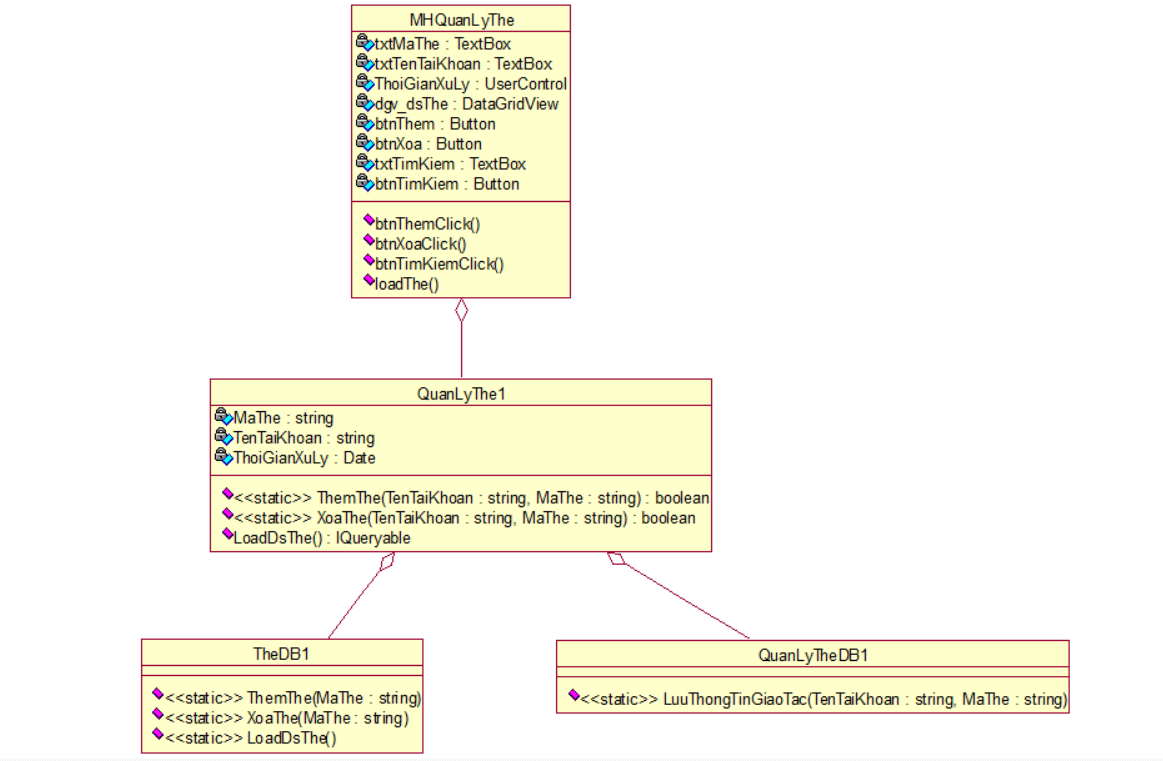 MHQuanLyThe
txtMaThe : TextBox
txtTenTaiKhoan : TextBox
ThoiGianXuLy : UserControl
dgv_dsThe : DataGridView
btnThem : Button
btnXoa : Button
txtTimKiem : TextBox
btnTimKiem : Button
btnThemClick()
btnXoaClick()
btnTimKiemClick()
loadThe()
QuanLyThe1
MaThe : string
TenTaiKhoan : string
ThoiGianXuLy : Date
<<static>> ThemThe(TenTaiKhoan : string, MaThe : string) : boolean
<<static>> XoaThe(TenTaiKhoan : string, MaThe : string) : boolean
LoadDsThe() : IQueryable
TheDB1
<<static>> ThemThe(MaThe : string)
<<static>> XoaThe(MaThe : string)
<<static>> LoadDsThe()
QuanLyTheDB1
<<static>> LuuThongTinGiaoTac(TenTaiKhoan : string, MaThe : string)